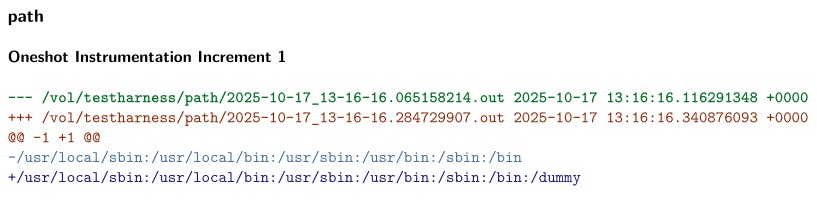 path
Oneshot Instrumentation Increment 1
--- /vol/testharness/path/2025-10-17_13-16-16.065158214.out 2025-10-17 13:16:16.116291348 +0000
+++ /vol/testharness/path/2025-10-17_13-16-16.284729907.out 2025-10-17 13:16:16.340876093 +0000
@@ -1 +1 @@
-/usr/local/sbin:/usr/local/bin:/usr/sbin:/usr/bin:/sbin:/bin
+/usr/local/sbin:/usr/local/bin:/usr/sbin:/usr/bin:/sbin:/bin:/dummy